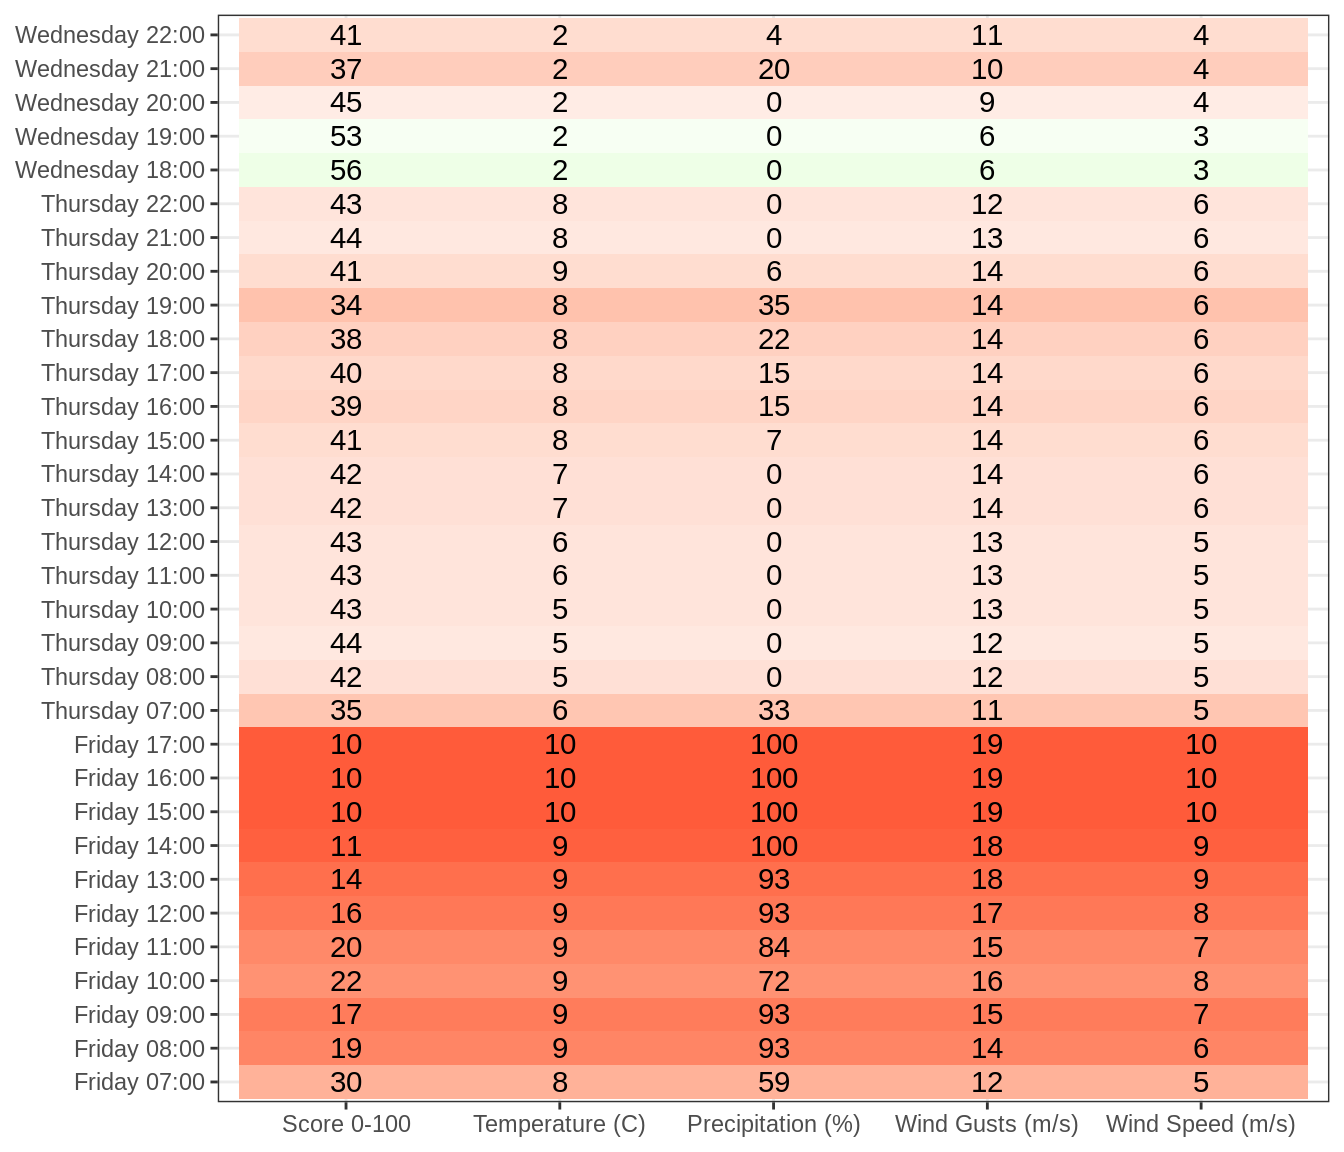 Wednesday 22:00 41 2 4 11 4
Wednesday 21:00 37 2 20 10 4
Wednesday 20:00 45 2 0 9 4
Wednesday 19:00 53 2 0 6 3
Wednesday 18:00 56 2 0 6 3
Thursday 22:00 43 8 0 12 6
Thursday 21:00 44 8 0 13 6
Thursday 20:00 41 9 6 14 6
Thursday 19:00 34 8 35 14 6
Thursday 18:00 38 8 22 14 6
Thursday 17:00 40 8 15 14 6
Thursday 16:00 39 8 15 14 6
Thursday 15:00 41 8 7 14 6
Thursday 14:00 42 7 0 14 6
Thursday 13:00 42 7 0 14 6
Thursday 12:00 43 6 0 13 5
Thursday 11:00 43 6 0 13 5
Thursday 10:00 43 5 0 13 5
Thursday 09:00 44 5 0 12 5
Thursday 08:00 42 5 0 12 5
Thursday 07:00 35 6 33 11 5
Friday 17:00 10 10 100 19 10
Friday 16:00 10 10 100 19 10
Friday 15:00 10 10 100 19 10
Friday 14:00 11 9 100 18 9
Friday 13:00 14 9 93 18 9
Friday 12:00 16 9 93 17 8
Friday 11:00 20 9 84 15 7
Friday 10:00 22 9 72 16 8
Friday 09:00 17 9 93 15 7
Friday 08:00 19 9 93 14 6
Friday 07:00 30 8 59 12 5
Score 0-100 Temperature (C) Precipitation (%) Wind Gusts (m/s) Wind Speed (m/s)